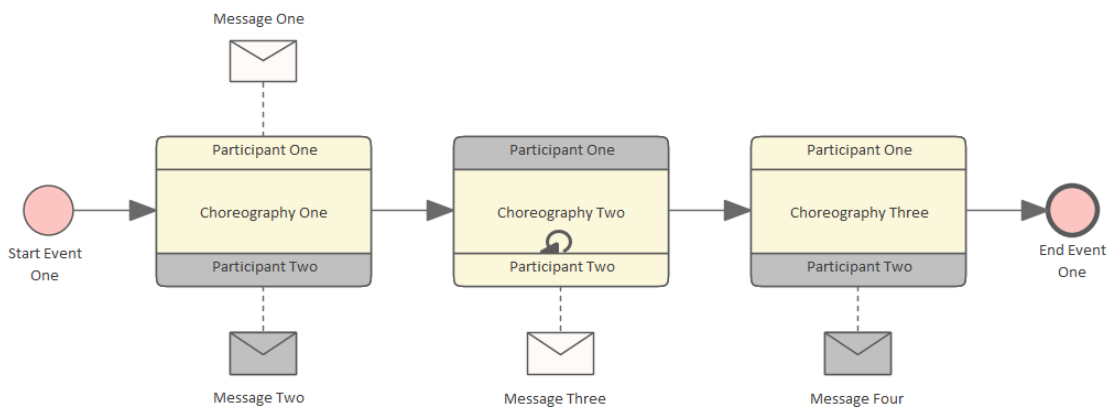 Message One
Participant One
Participant One
Participant One
Choreography One
Choreography Two
Choreography Three
Start Event
One
End Event
One
Participant Two
Participant Two
Participant Two
Message Two
Message Three
Message Four